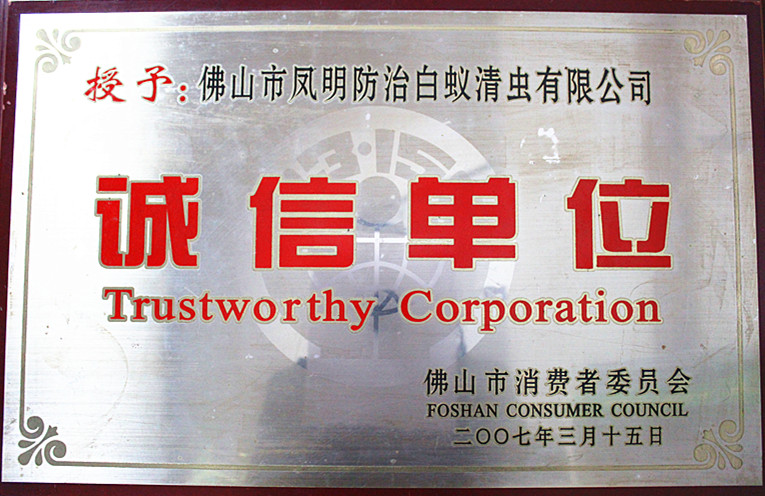 授予：佛山市凤明防治白蚁清虫有限公司
诚信单位
Trustworthy Corporation
佛山市消费者委员会
FOSHAN CONSUMER COUNCIL
二〇〇七年三月十五日